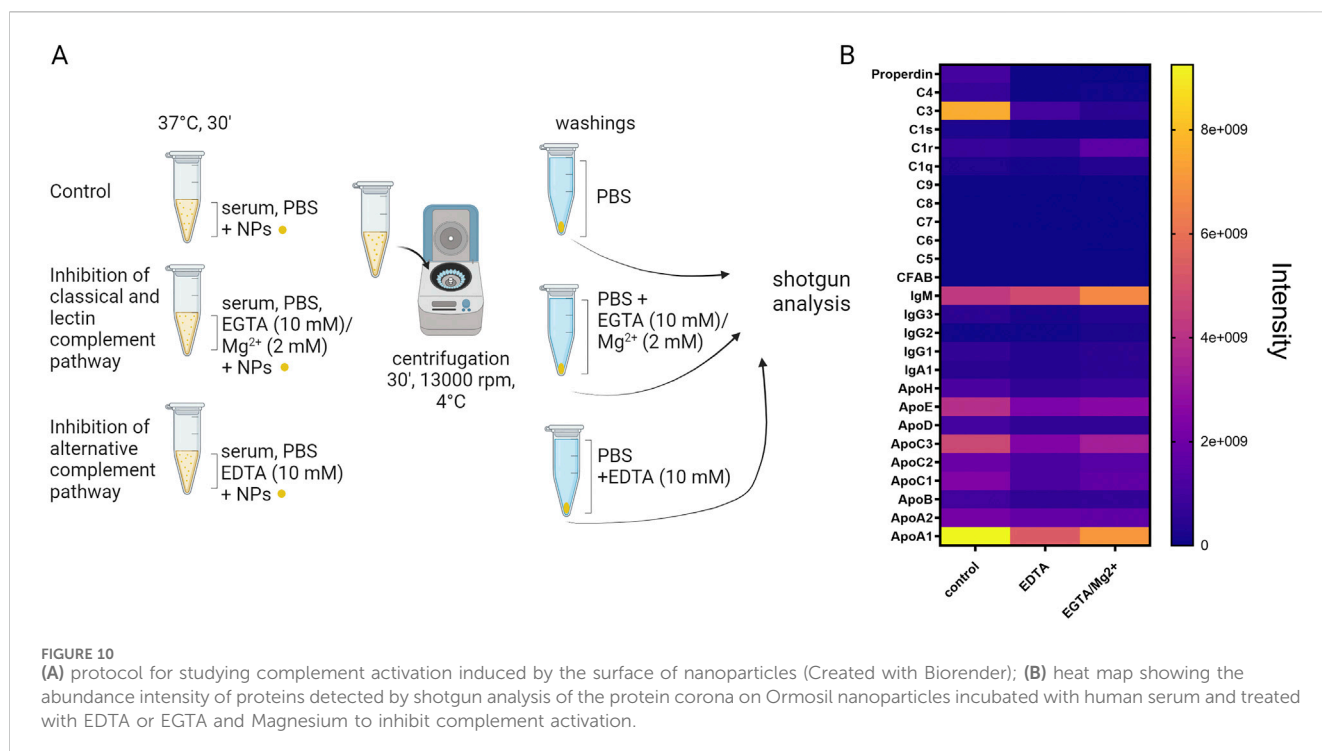 A
37°C, 30'
Control
serum, PBS
+ NPs
Inhibition of
classical and
lectin
complement
pathway
serum, PBS,
EGTA (10 mM)/
Mg²⁺ (2 mM)
+ NPs
Inhibition of
alternative
complement
pathway
serum, PBS
EDTA (10 mM)
+ NPs
centrifugation
30', 13000 rpm,
4°C
washings
PBS
PBS +
EGTA (10 mM)/
Mg²⁺ (2 mM)
PBS
+EDTA (10 mM)
shotgun
analysis
B
Properdin
C4
C3
C1s
C1r
C1q
C9
C8
C7
C6
C5
CFAB
IgM
IgG3
IgG2
IgG1
IgA1
ApoH
ApoE
ApoD
ApoC3
ApoC2
ApoC1
ApoB
ApoA2
ApoA1
control
EDTA
EGTA/Mg2+
8e+009
6e+009
4e+009
2e+009
0
Intensity
FIGURE 10
(A) protocol for studying complement activation induced by the surface of nanoparticles (Created with Biorender); (B) heat map showing the
abundance intensity of proteins detected by shotgun analysis of the protein corona on Ormosil nanoparticles incubated with human serum and treated
with EDTA or EGTA and Magnesium to inhibit complement activation.